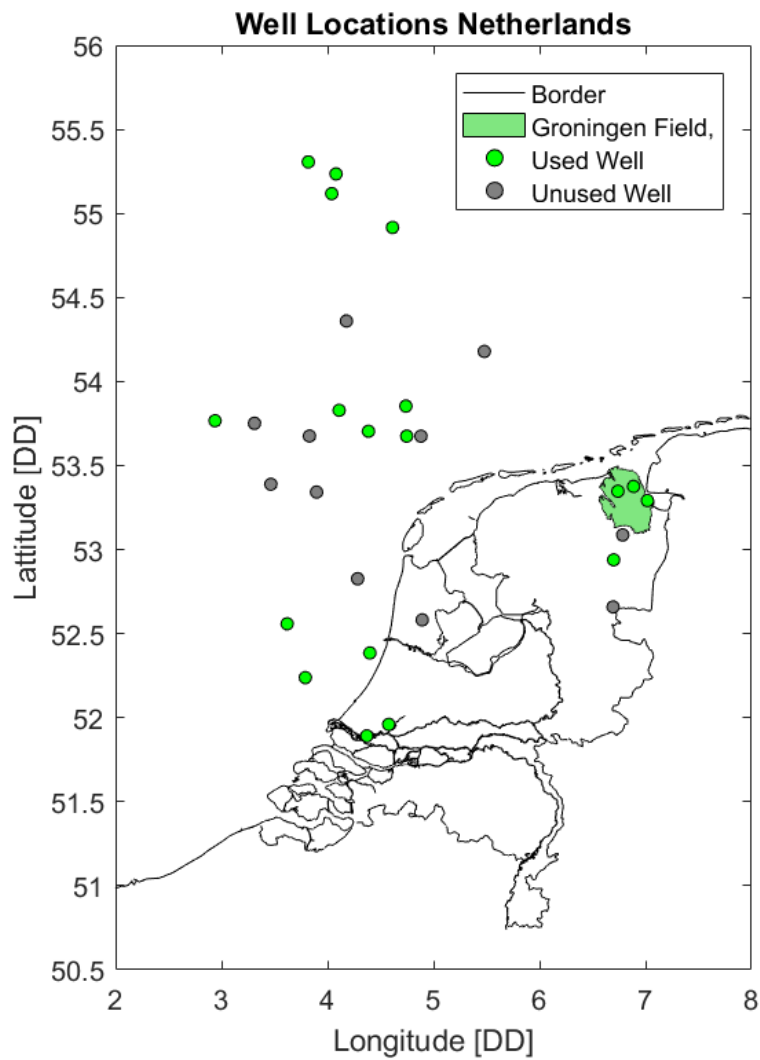 Well Locations Netherlands
56
55.5
55
54.5
54
53.5
53
52.5
52
51.5
51
50.5
Lattitude [DD]
Border
Groningen Field,
Used Well
Unused Well
2 3 4 5 6 7 8
Longitude [DD]